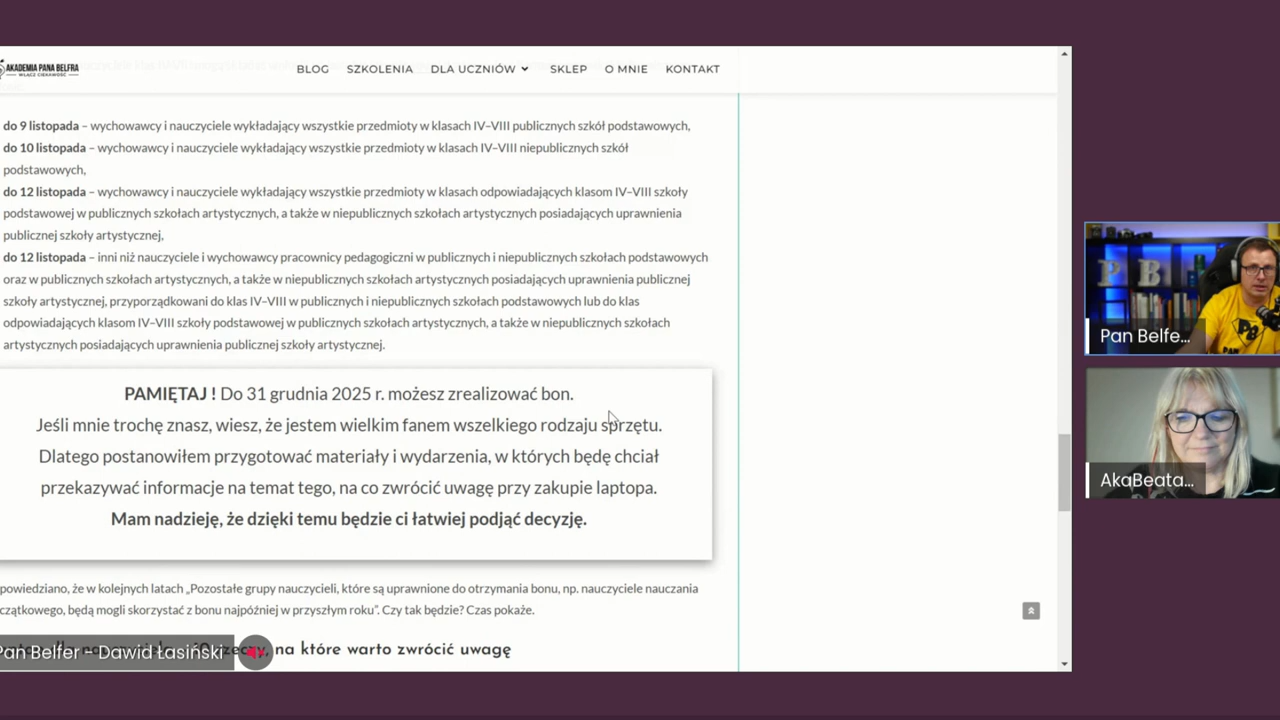 AKADEMIA PANA BELFRA
WŁĄCZ CIEKAWOŚĆ
BLOG SZKOLENIA DLA UCZNIÓW SKLEP O MNIE KONTAKT
do 9 listopada – wychowawcy i nauczyciele wykładający wszystkie przedmioty w klasach IV–VIII publicznych szkół podstawowych,
do 10 listopada – wychowawcy i nauczyciele wykładający wszystkie przedmioty w klasach IV–VIII niepublicznych szkół
podstawowych,
do 12 listopada – wychowawcy i nauczyciele wykładający wszystkie przedmioty w klasach odpowiadających klasom IV–VIII szkoły
podstawowej w publicznych szkołach artystycznych, a także w niepublicznych szkołach artystycznych posiadających uprawnienia
publicznej szkoły artystycznej,
do 12 listopada – inni niż nauczyciele i wychowawcy pracownicy pedagogiczni w publicznych i niepublicznych szkołach podstawowych
oraz w publicznych szkołach artystycznych, a także w niepublicznych szkołach artystycznych posiadających uprawnienia publicznej
szkoły artystycznej, przyporządkowani do klas IV–VIII w publicznych i niepublicznych szkołach podstawowych lub do klas
odpowiadających klasom IV–VIII szkoły podstawowej w publicznych szkołach artystycznych, a także w niepublicznych szkołach
artystycznych posiadających uprawnienia publicznej szkoły artystycznej.
PAMIĘTAJ ! Do 31 grudnia 2025 r. możesz zrealizować bon.
Jeśli mnie trochę znasz, wiesz, że jestem wielkim fanem wszelkiego rodzaju sprzętu.
Dlatego postanowiłem przygotować materiały i wydarzenia, w których będę chciał
przekazywać informacje na temat tego, na co zwrócić uwagę przy zakupie laptopa.
Mam nadzieję, że dzięki temu będzie ci łatwiej podjąć decyzję.
powiedziano, że w kolejnych latach „Pozostałe grupy nauczycieli, które są uprawnione do otrzymania bonu, np. nauczyciele nauczania
czątkowego, będą mogli skorzystać z bonu najpóźniej w przyszłym roku”. Czy tak będzie? Czas pokaże.
na które warto zwrócić uwagę
Pan Belfer – Dawid Łasiński
P B
Pan Belfe...
AkaBeata...